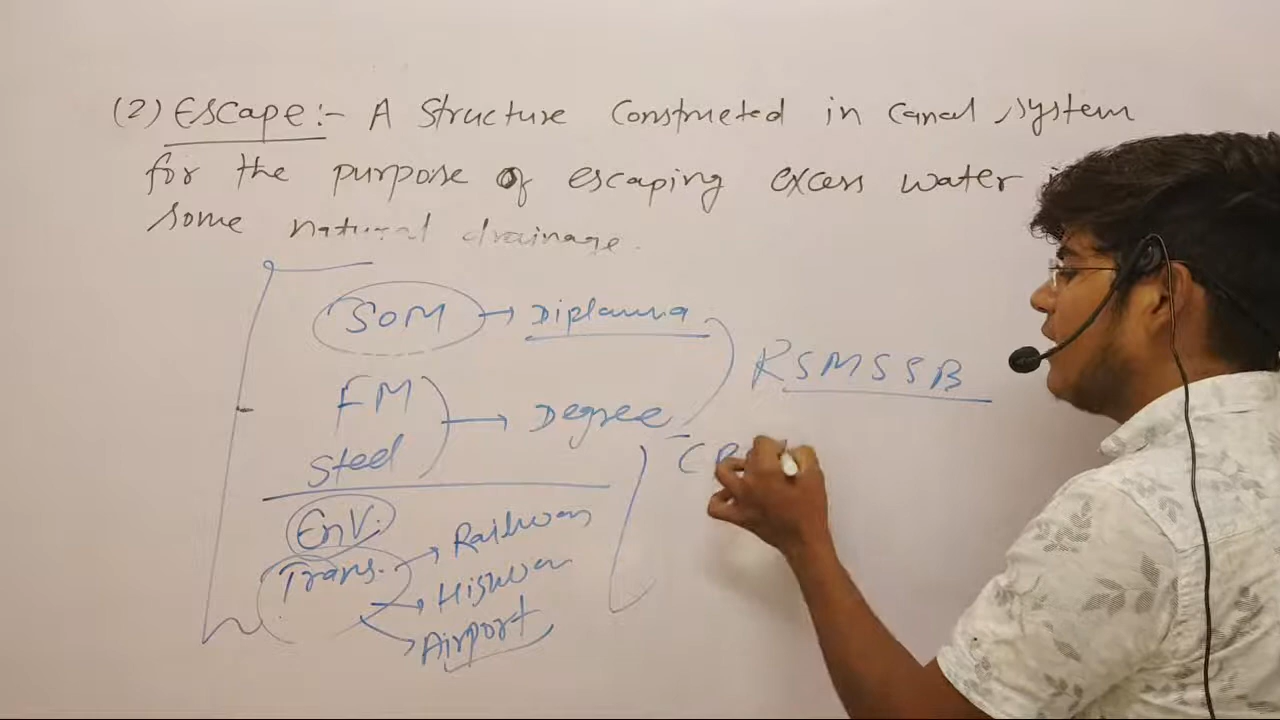 (2) Escape:- A structure constructed in canal system
for the purpose of escaping excess water
some natural drainage.
SOM → Diploma
RSMSSB
FM → Degree
Steel
Env.
Trans. → Railway
→ Highway
→ Airport